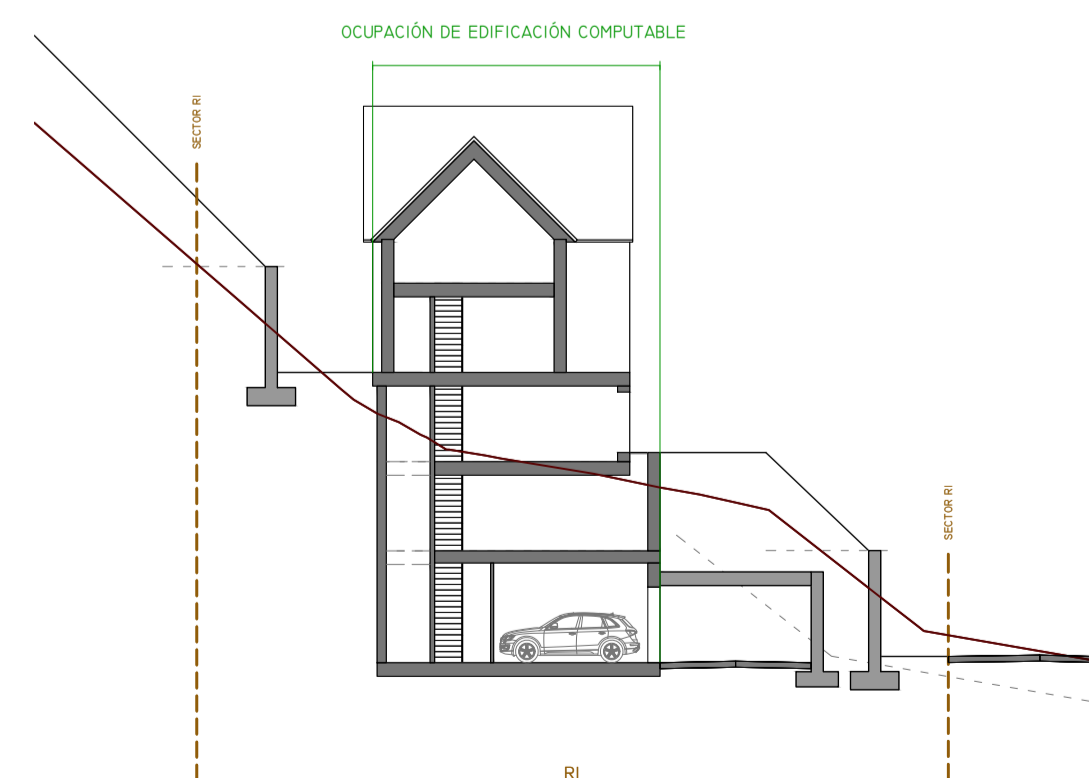 OCUPACIÓN DE EDIFICACIÓN COMPUTABLE
SECTOR RI
SECTOR RI
RI